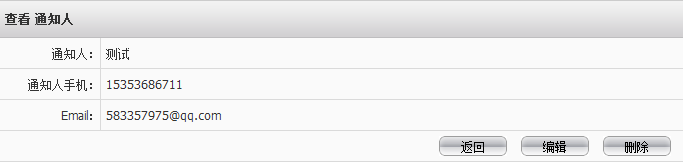 查看 通知人
通知人： 测试
通知人手机： 15353686711
Email: 583357975@qq.com
返回 编辑 删除